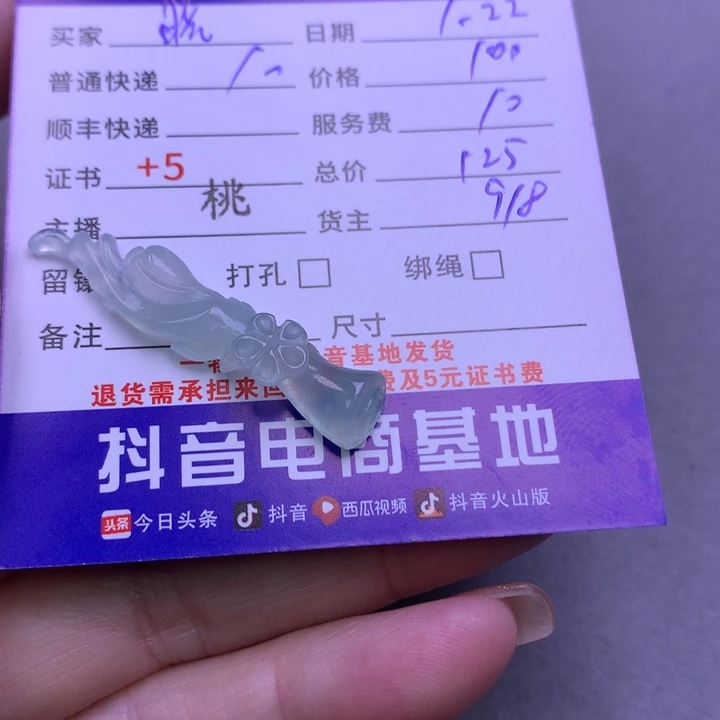 买家 日期 1.22
普通快递 10 价格 100
顺丰快递 服务费 10
证书 +5 总价 125
918
桃
主播 货主
留 打孔 绑绳
备注 尺寸
音基地发货
退货需承担来 费及5元证书费
抖音电商基地
头条 今日头条 抖音 西瓜视频 抖音火山版